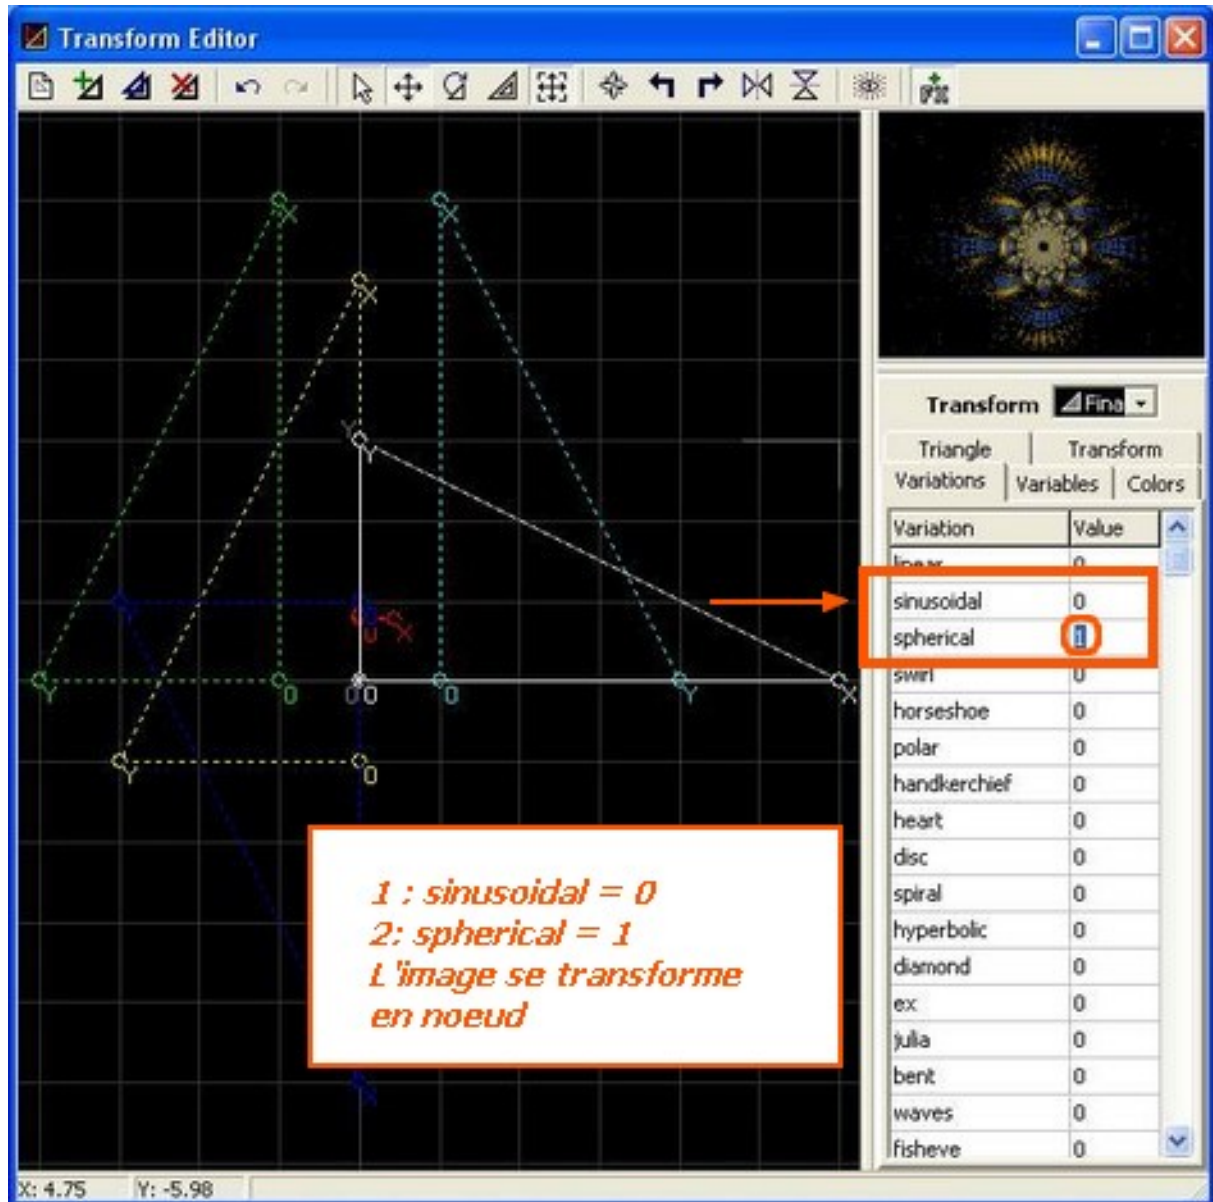 Transform Editor
X
X
X
Y
Y
X
Y
O
O
O
O
Y
X
Y
O
X
Transform Fina
Triangle Transform
Variations Variables Colors
Variation Value
linear 0
sinusoidal 0
spherical 1
swirl 0
horseshoe 0
polar 0
handkerchief 0
heart 0
disc 0
spiral 0
hyperbolic 0
diamond 0
ex 0
julia 0
bent 0
waves 0
fisheye 0
1 : sinusoidal = 0
2: spherical = 1
L'image se transforme
en noeud
X
X: 4.75 Y: -5.98